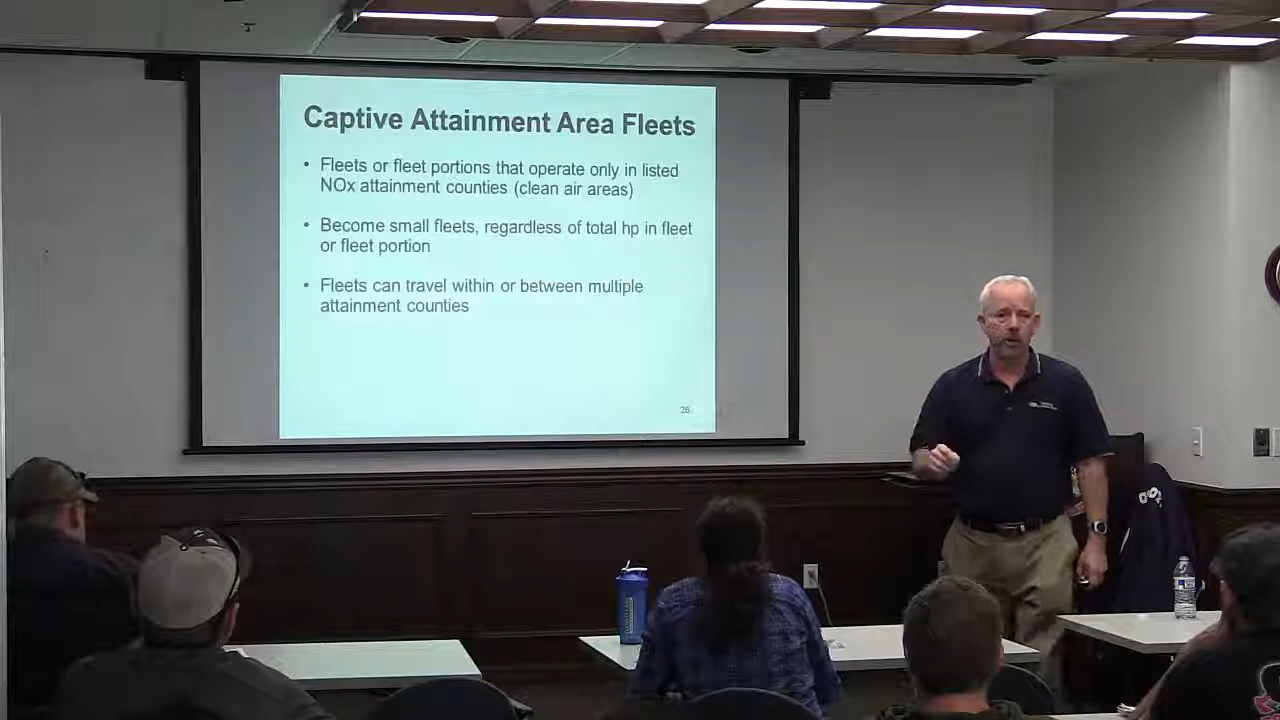 Captive Attainment Area Fleets
• Fleets or fleet portions that operate only in listed
NOx attainment counties (clean air areas)
• Become small fleets, regardless of total hp in fleet
or fleet portion
• Fleets can travel within or between multiple
attainment counties
26